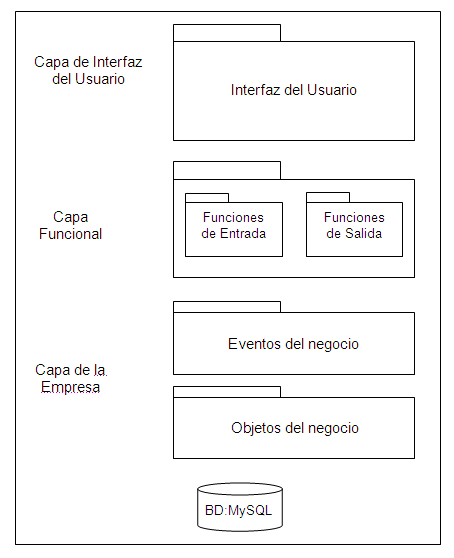 Capa de Interfaz
del Usuario
Interfaz del Usuario
Capa
Funcional
Funciones
de Entrada
Funciones
de Salida
Eventos del negocio
Capa de la
Empresa
Objetos del negocio
BD:MySQL